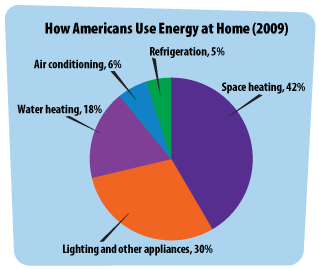 How Americans Use Energy at Home (2009)
Refrigeration, 5%
Air conditioning, 6%
Space heating, 42%
Water heating, 18%
Lighting and other appliances, 30%